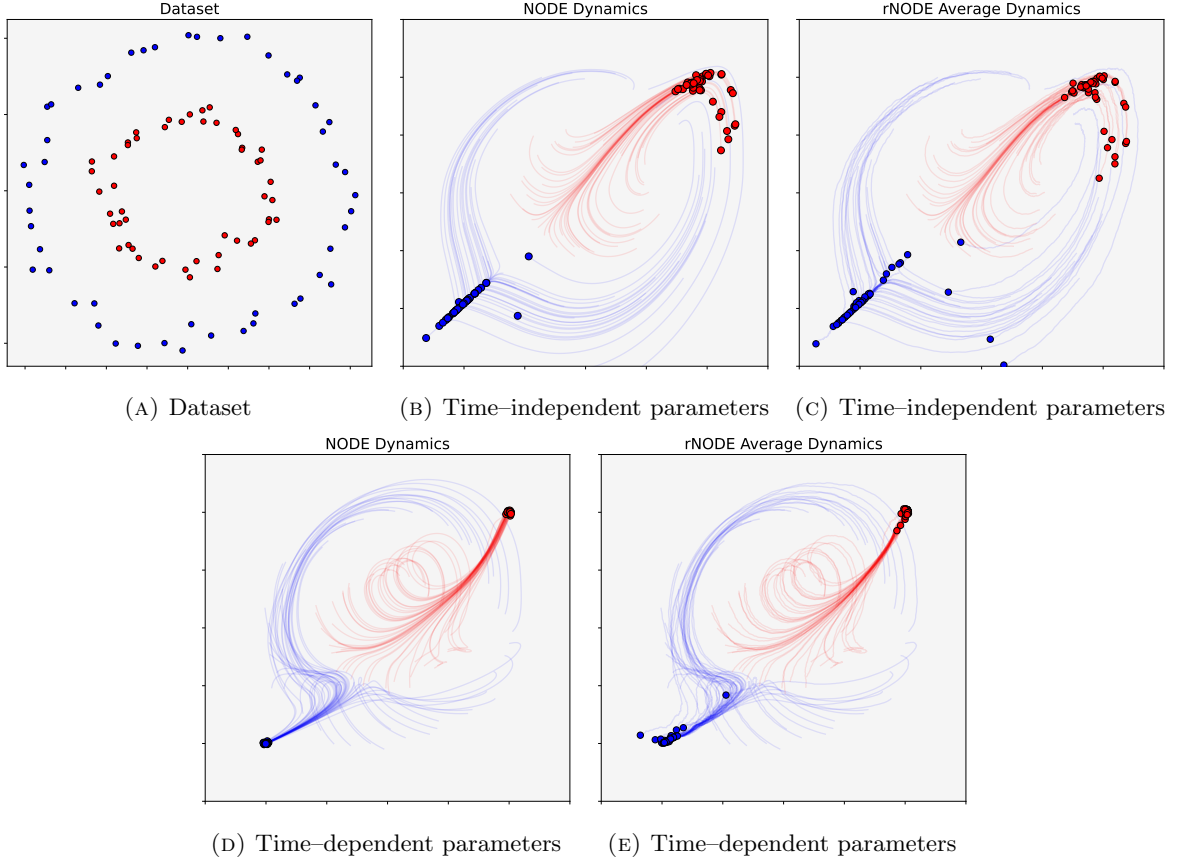 Dataset
NODE Dynamics
rNODE Average Dynamics
(A) Dataset
(B) Time–independent parameters
(C) Time–independent parameters
NODE Dynamics
rNODE Average Dynamics
(D) Time–dependent parameters
(E) Time–dependent parameters